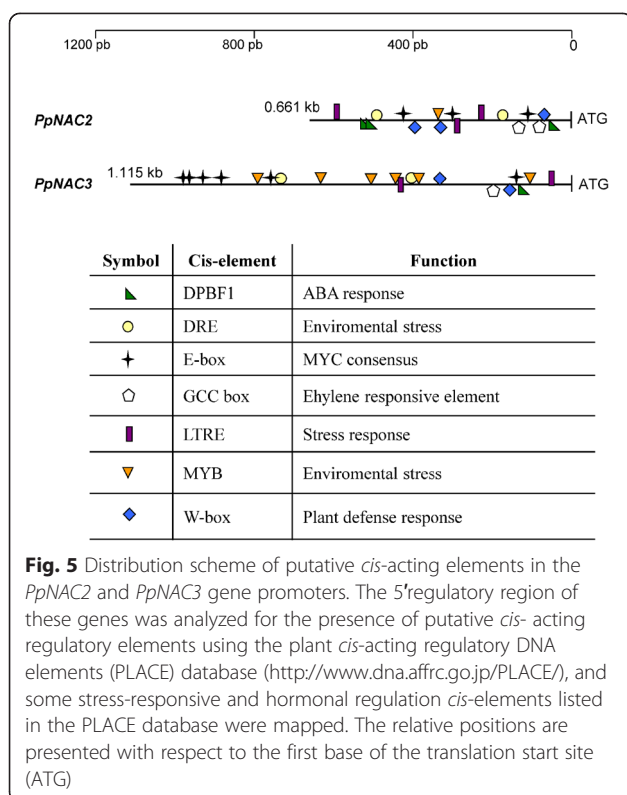 1200 pb 800 pb 400 pb 0
0.661 kb
PpNAC2 ATG
1.115 kb
PpNAC3 ATG
Symbol Cis-element Function
DPBF1 ABA response
DRE Enviromental stress
E-box MYC consensus
GCC box Ehylene responsive element
LTRE Stress response
MYB Enviromental stress
W-box Plant defense response
Fig. 5 Distribution scheme of putative cis-acting elements in the
PpNAC2 and PpNAC3 gene promoters. The 5′regulatory region of
these genes was analyzed for the presence of putative cis- acting
regulatory elements using the plant cis-acting regulatory DNA
elements (PLACE) database (http://www.dna.affrc.go.jp/PLACE/), and
some stress-responsive and hormonal regulation cis-elements listed
in the PLACE database were mapped. The relative positions are
presented with respect to the first base of the translation start site
(ATG)